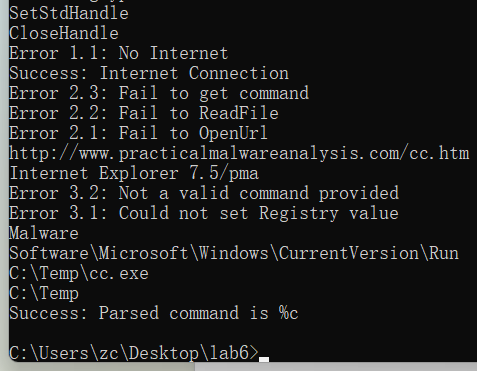 SetStdHandle
CloseHandle
Error 1.1: No Internet
Success: Internet Connection
Error 2.3: Fail to get command
Error 2.2: Fail to ReadFile
Error 2.1: Fail to OpenUrl
http://www.practicalmalwareanalysis.com/cc.htm
Internet Explorer 7.5/pma
Error 3.2: Not a valid command provided
Error 3.1: Could not set Registry value
Malware
Software\Microsoft\Windows\CurrentVersion\Run
C:\Temp\cc.exe
C:\Temp
Success: Parsed command is %c
C:\Users\zc\Desktop\lab6>